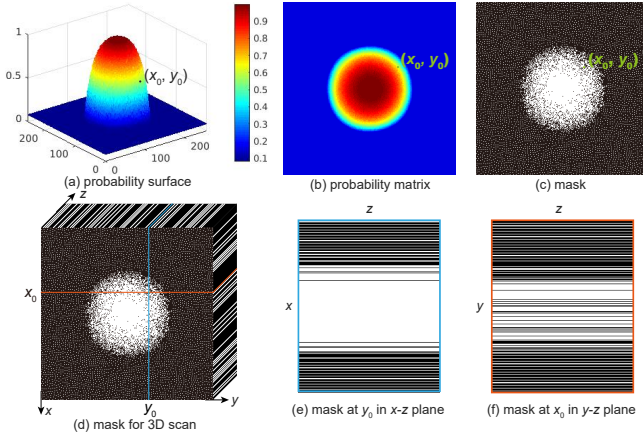 1
0.5
0
200
100
0
0
100
200
(x0, y0)
0.9
0.8
0.7
0.6
0.5
0.4
0.3
0.2
0.1
(a) probability surface
(x0, y0)
(b) probability matrix
(x0, y0)
(c) mask
z
x0
x
y0
y
(d) mask for 3D scan
z
x
(e) mask at y0 in x-z plane
z
y
(f) mask at x0 in y-z plane